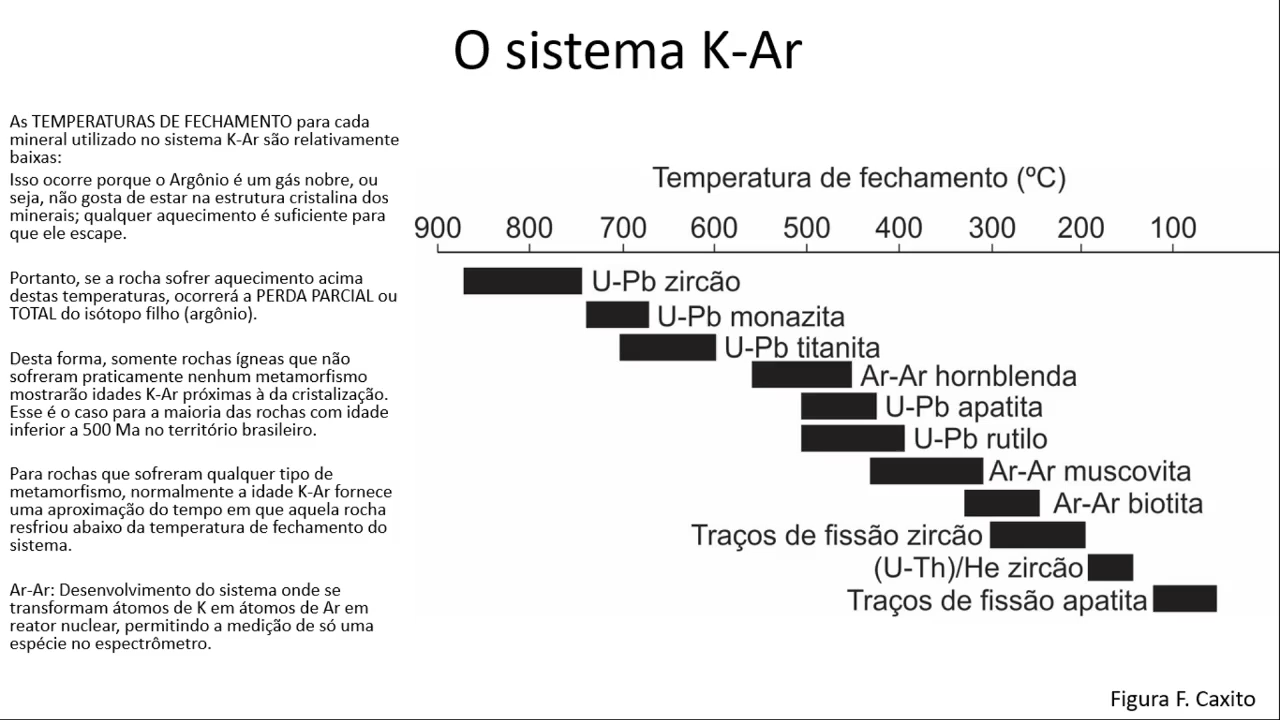 O sistema K-Ar
As TEMPERATURAS DE FECHAMENTO para cada
mineral utilizado no sistema K-Ar são relativamente
baixas:
Isso ocorre porque o Argônio é um gás nobre, ou
seja, não gosta de estar na estrutura cristalina dos
minerais; qualquer aquecimento é suficiente para
que ele escape.
Portanto, se a rocha sofrer aquecimento acima
destas temperaturas, ocorrerá a PERDA PARCIAL ou
TOTAL do isótopo filho (argônio).
Desta forma, somente rochas ígneas que não
sofreram praticamente nenhum metamorfismo
mostrarão idades K-Ar próximas à da cristalização.
Esse é o caso para a maioria das rochas com idade
inferior a 500 Ma no território brasileiro.
Para rochas que sofreram qualquer tipo de
metamorfismo, normalmente a idade K-Ar fornece
uma aproximação do tempo em que aquela rocha
resfriou abaixo da temperatura de fechamento do
sistema.
Ar-Ar: Desenvolvimento do sistema onde se
transformam átomos de K em átomos de Ar em
reator nuclear, permitindo a medição de só uma
espécie no espectrômetro.
Temperatura de fechamento (ºC)
900 800 700 600 500 400 300 200 100
U-Pb zircão
U-Pb monazita
U-Pb titanita
Ar-Ar hornblenda
U-Pb apatita
U-Pb rutilo
Ar-Ar muscovita
Ar-Ar biotita
Traços de fissão zircão
(U-Th)/He zircão
Traços de fissão apatita
Figura F. Caxito